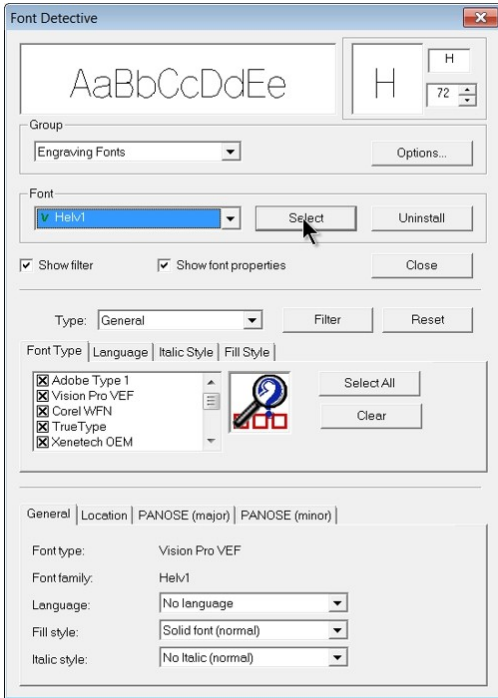 Font Detective
AaBbCcDdEe
H
H
72
Group
Engraving Fonts
Options...
Font
V Helv1
Select
Uninstall
Show filter
Show font properties
Close
Type:
General
Filter
Reset
Font Type
Language
Italic Style
Fill Style
Adobe Type 1
Vision Pro VEF
Corel WFN
TrueType
Xenetech OEM
Select All
Clear
General
Location
PANOSE (major)
PANOSE (minor)
Font type:
Vision Pro VEF
Font family:
Helv1
Language:
No language
Fill style:
Solid font (normal)
Italic style:
No Italic (normal)